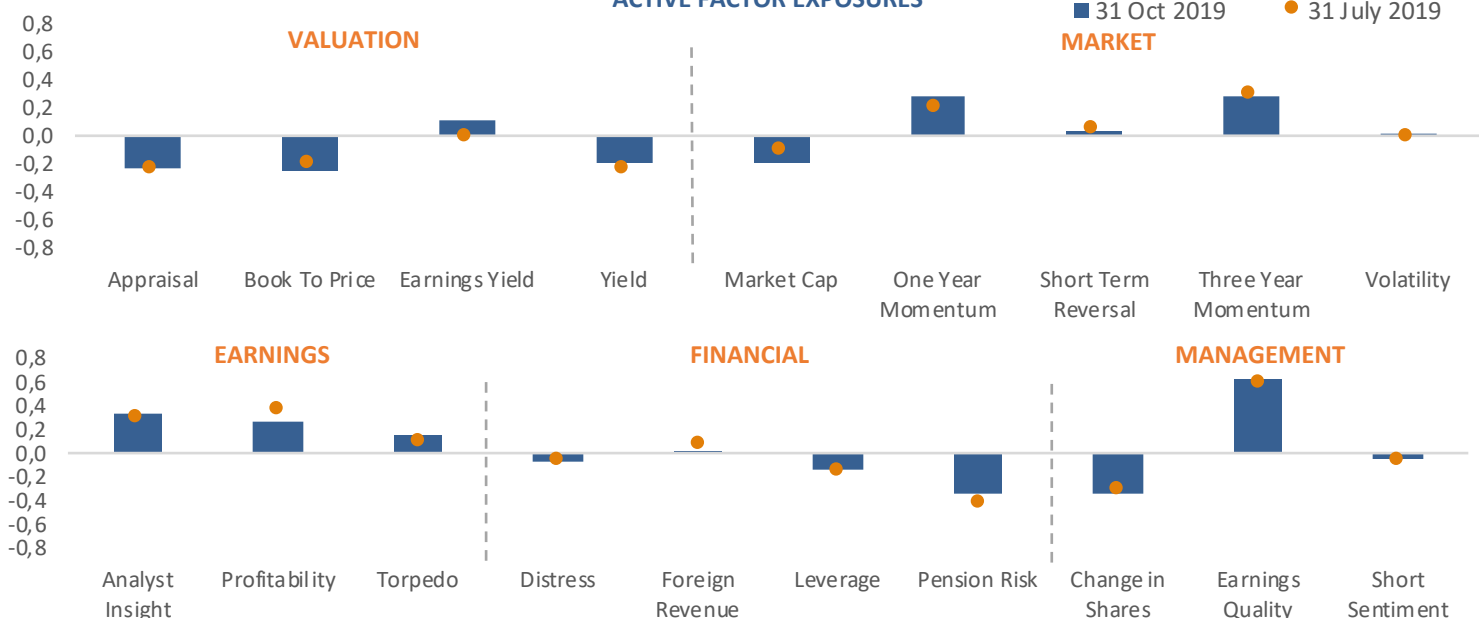 ACTIVE FACTOR EXPOSURES
31 Oct 2019 31 July 2019
VALUATION MARKET
0,8
0,6
0,4
0,2
0,0
-0,2
-0,4
-0,6
-0,8
Appraisal Book To Price Earnings Yield Yield Market Cap One Year Short Term Three Year Volatility
Momentum Reversal Momentum
EARNINGS FINANCIAL MANAGEMENT
0,8
0,6
0,4
0,2
0,0
-0,2
-0,4
-0,6
-0,8
Analyst Profitability Torpedo Distress Foreign Leverage Pension Risk Change in Earnings Short
Insight Revenue Shares Quality Sentiment